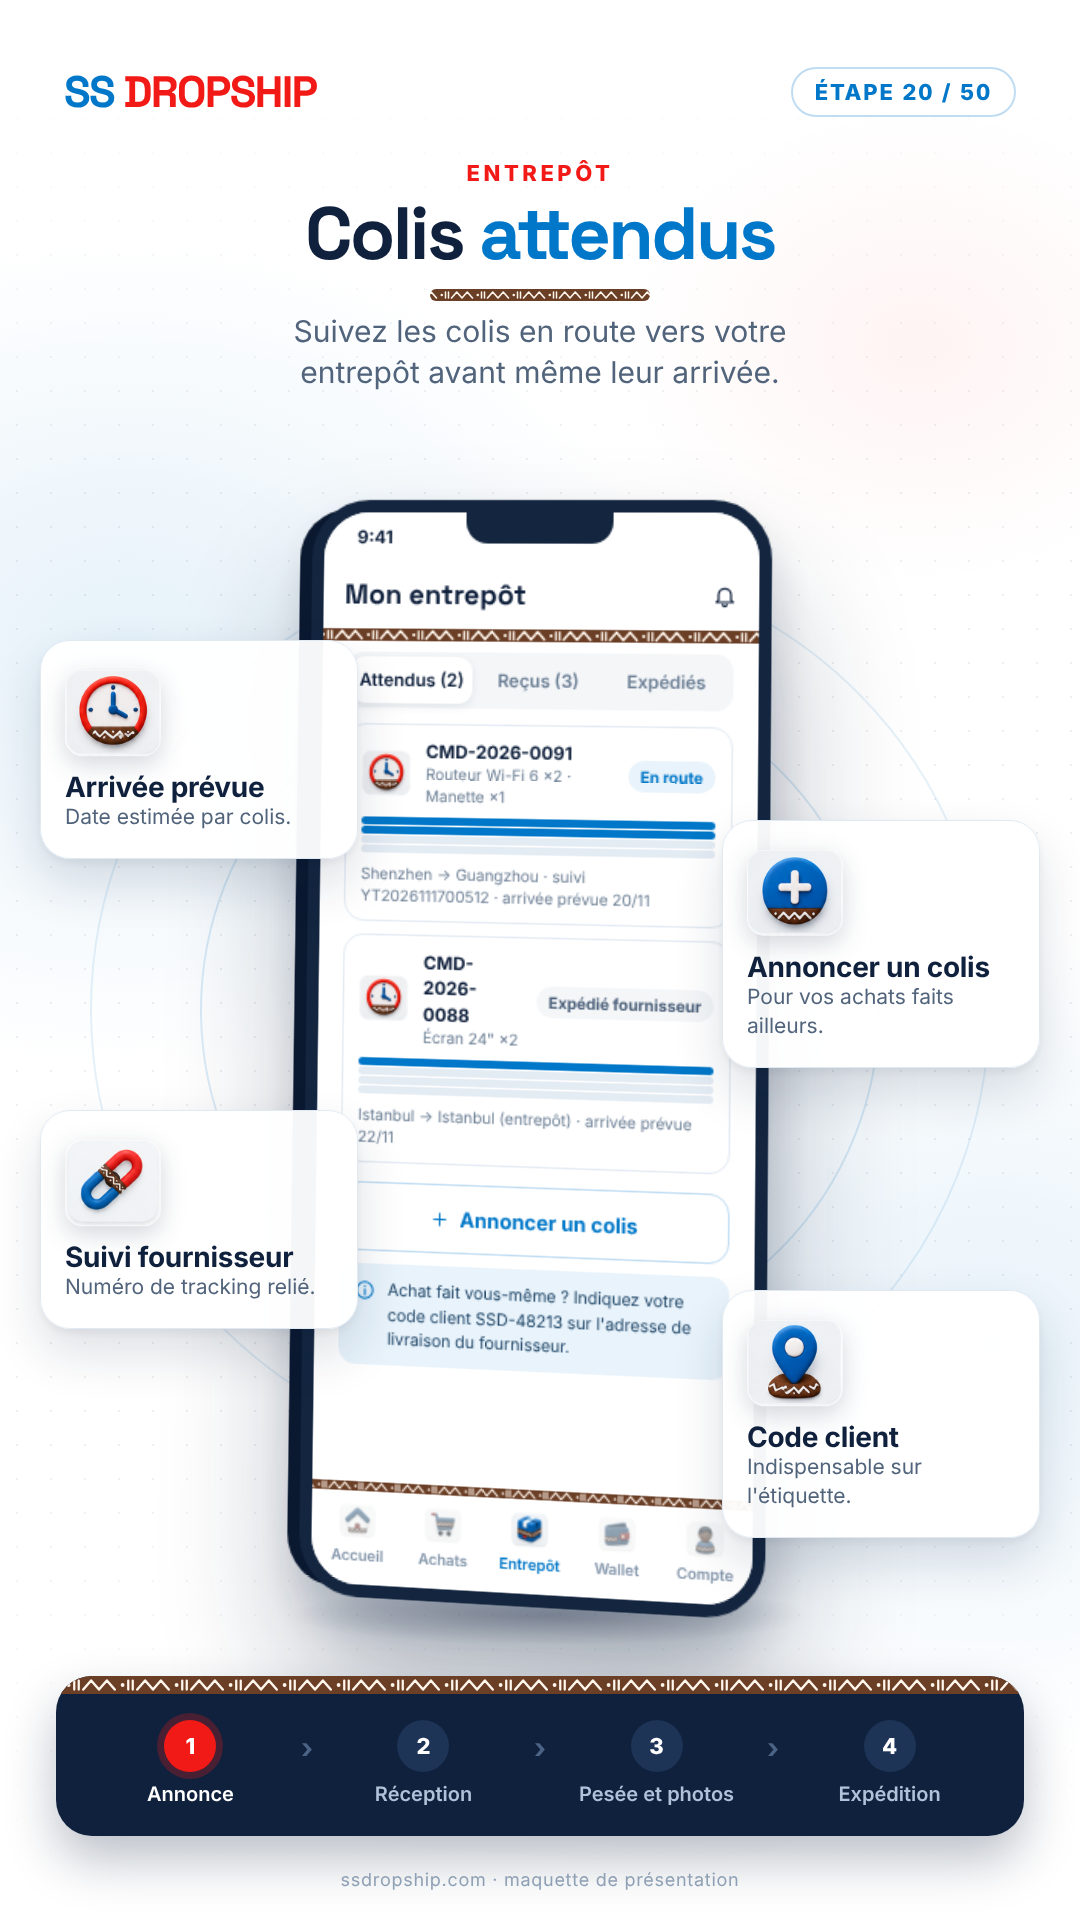 SS DROPSHIP
ÉTAPE 20 / 50
ENTREPÔT
Colis attendus
Suivez les colis en route vers votre
entrepôt avant même leur arrivée.
9:41
Mon entrepôt
Attendus (2)
Reçus (3)
Expédiés
CMD-2026-0091
Routeur Wi-Fi 6 ×2 ·
Manette ×1
En route
Shenzhen → Guangzhou · suivi
YT2026111700512 · arrivée prévue 20/11
CMD-
2026-
0088
Écran 24" ×2
Expédié fournisseur
Istanbul → Istanbul (entrepôt) · arrivée prévue
22/11
+ Annoncer un colis
Achat fait vous-même ? Indiquez votre
code client SSD-48213 sur l'adresse de
livraison du fournisseur.
Accueil
Achats
Entrepôt
Wallet
Compte
Arrivée prévue
Date estimée par colis.
Annoncer un colis
Pour vos achats faits
ailleurs.
Suivi fournisseur
Numéro de tracking relié.
Code client
Indispensable sur
l'étiquette.
1
Annonce
›
2
Réception
›
3
Pesée et photos
›
4
Expédition
ssdropship.com · maquette de présentation